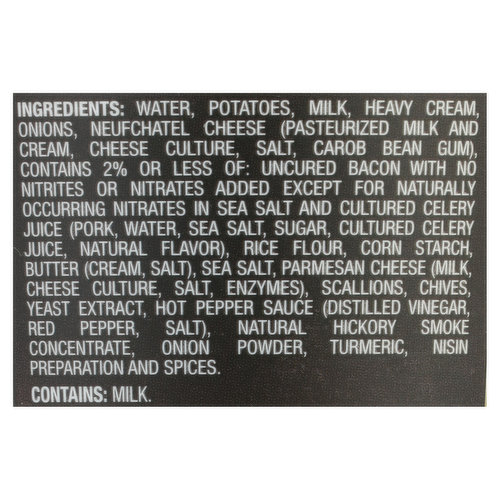 INGREDIENTS: WATER, POTATOES, MILK, HEAVY CREAM,
ONIONS, NEUFCHATEL CHEESE (PASTEURIZED MILK AND
CREAM, CHEESE CULTURE, SALT, CAROB BEAN GUM),
CONTAINS 2% OR LESS OF: UNCURED BACON WITH NO
NITRITES OR NITRATES ADDED EXCEPT FOR NATURALLY
OCCURRING NITRATES IN SEA SALT AND CULTURED CELERY
JUICE (PORK, WATER, SEA SALT, SUGAR, CULTURED CELERY
JUICE, NATURAL FLAVOR), RICE FLOUR, CORN STARCH,
BUTTER (CREAM, SALT), SEA SALT, PARMESAN CHEESE (MILK,
CHEESE CULTURE, SALT, ENZYMES), SCALLIONS, CHIVES,
YEAST EXTRACT, HOT PEPPER SAUCE (DISTILLED VINEGAR,
RED PEPPER, SALT), NATURAL HICKORY SMOKE
CONCENTRATE, ONION POWDER, TURMERIC, NISIN
PREPARATION AND SPICES.
CONTAINS: MILK.